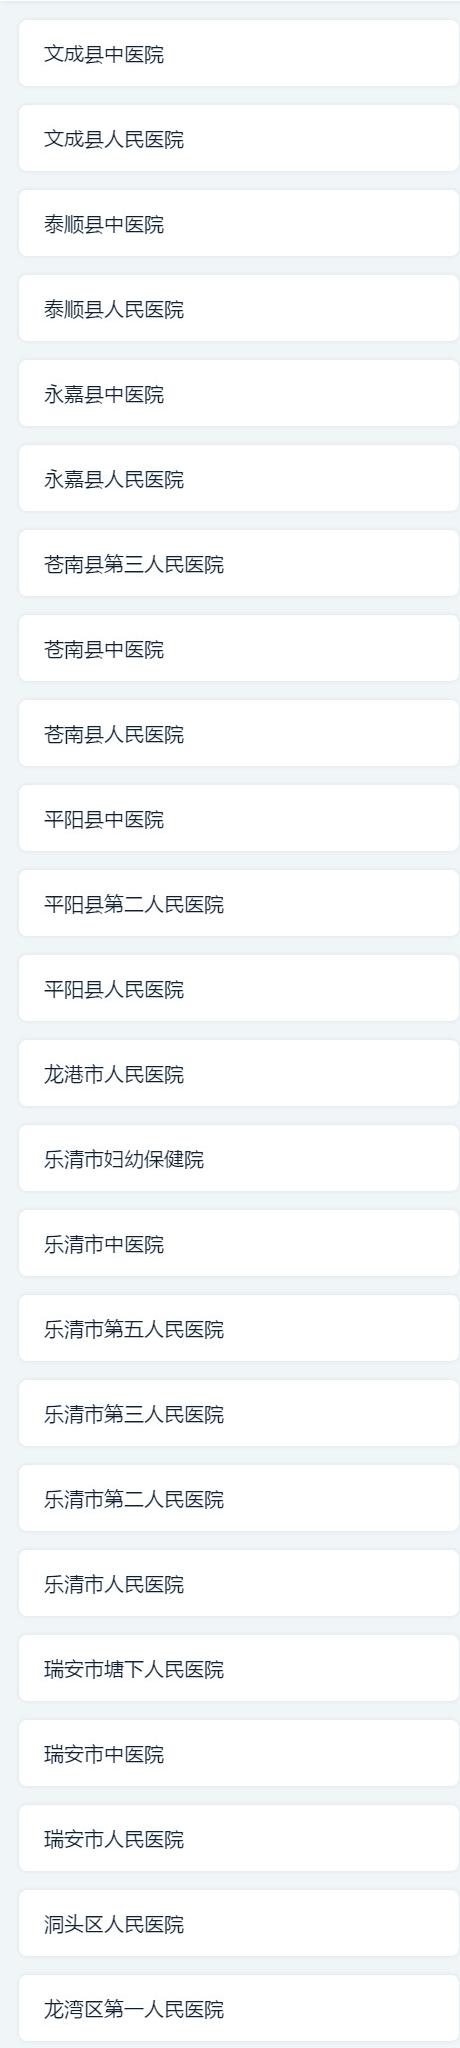 文成县中医院
文成县人民医院
泰顺县中医院
泰顺县人民医院
永嘉县中医院
永嘉县人民医院
苍南县第三人民医院
苍南县中医院
苍南县人民医院
平阳县中医院
平阳县第二人民医院
平阳县人民医院
龙港市人民医院
乐清市妇幼保健院
乐清市中医院
乐清市第五人民医院
乐清市第三人民医院
乐清市第二人民医院
乐清市人民医院
瑞安市塘下人民医院
瑞安市中医院
瑞安市人民医院
洞头区人民医院
龙湾区第一人民医院